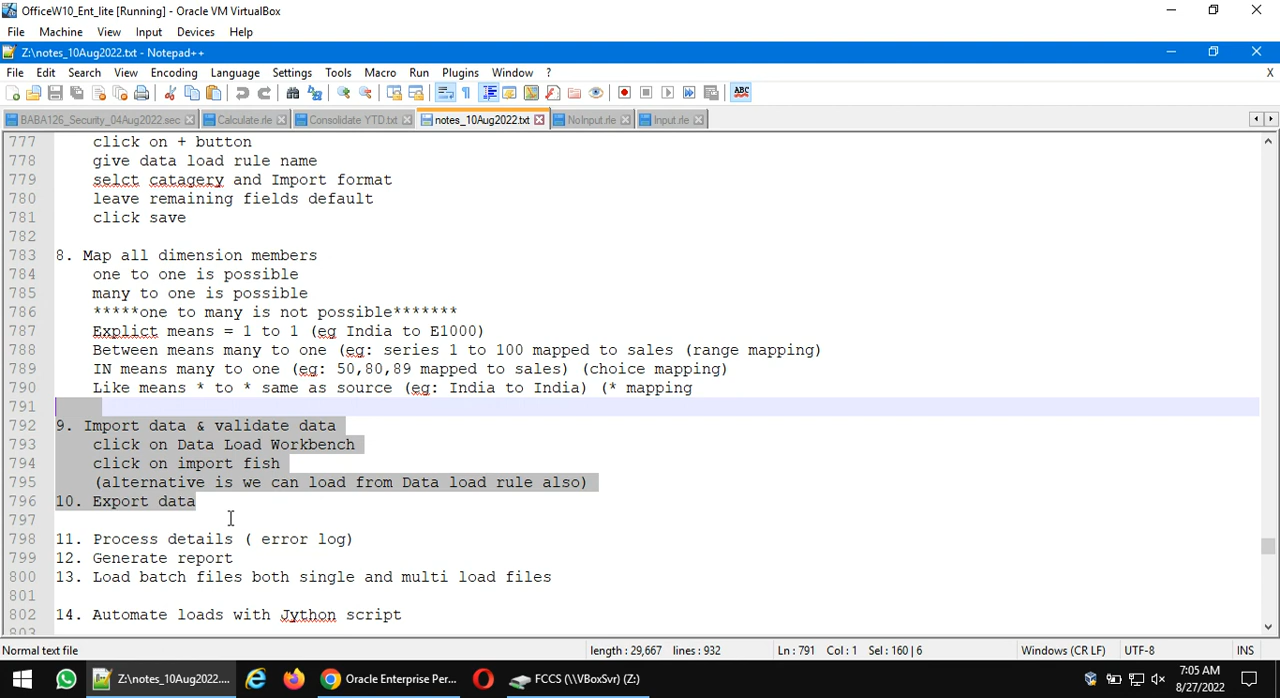 OfficeW10_Ent_lite [Running] - Oracle VM VirtualBox
File Machine View Input Devices Help
Z:\notes_10Aug2022.txt - Notepad++
File Edit Search View Encoding Language Settings Tools Macro Run Plugins Window ? X
ABC
BABA126_Security_04Aug2022.sec Calculate.rle Consolidate YTD.txt notes_10Aug2022.txt NoInput.rle Input.rle
777 click on + button
778 give data load rule name
779 selct catagery and Import format
780 leave remaining fields default
781 click save
782
783 8. Map all dimension members
784 one to one is possible
785 many to one is possible
786 *****one to many is not possible*******
787 Explict means = 1 to 1 (eg India to E1000)
788 Between means many to one (eg: series 1 to 100 mapped to sales (range mapping)
789 IN means many to one (eg: 50,80,89 mapped to sales) (choice mapping)
790 Like means * to * same as source (eg: India to India) (* mapping
791
792 9. Import data & validate data
793 click on Data Load Workbench
794 click on import fish
795 (alternative is we can load from Data load rule also)
796 10. Export data
797
798 11. Process details ( error log)
799 12. Generate report
800 13. Load batch files both single and multi load files
801
802 14. Automate loads with Jython script
803
Normal text file length : 29,667 lines : 932 Ln : 791 Col : 1 Sel : 160 | 6 Windows (CR LF) UTF-8 INS
Z:\notes_10Aug2022.... Oracle Enterprise Per... FCCS (\\VBoxSvr) (Z:) 7:05 AM
8/27/2022